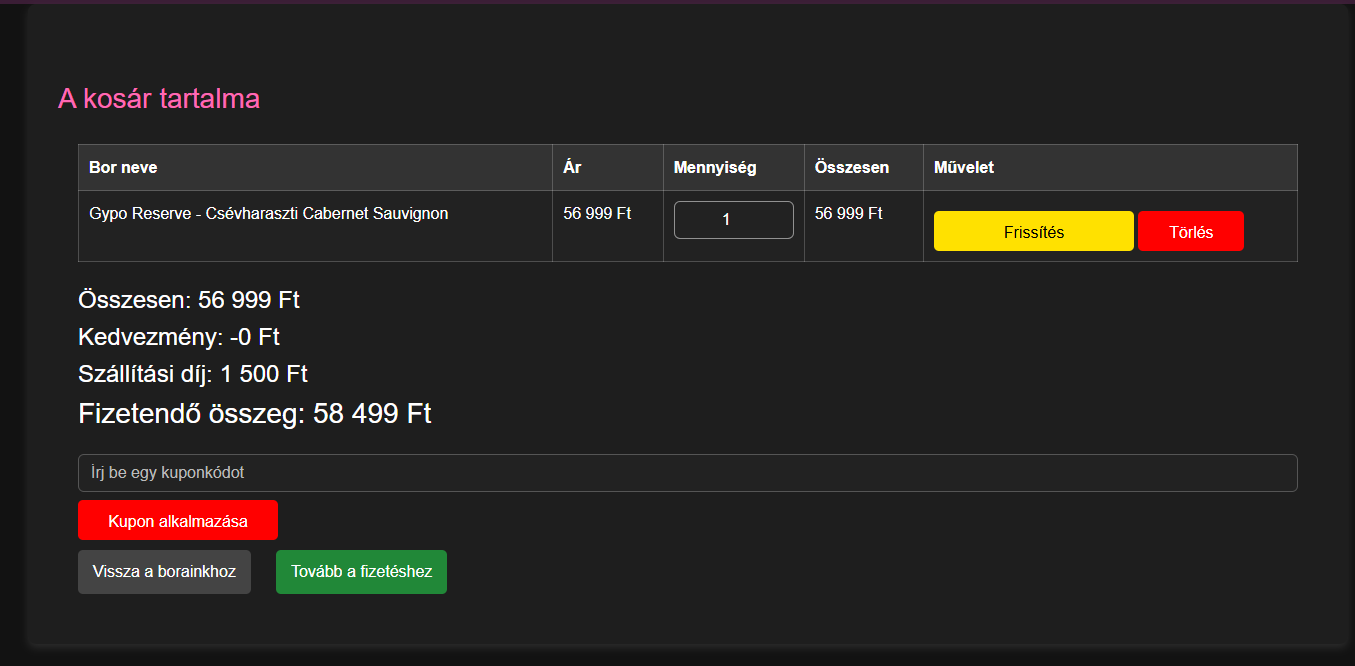 A kosár tartalma
Bor neve Ár Mennyiség Összesen Művelet
Gypo Reserve - Csévharaszti Cabernet Sauvignon 56 999 Ft 1 56 999 Ft Frissítés Törlés
Összesen: 56 999 Ft
Kedvezmény: -0 Ft
Szállítási díj: 1 500 Ft
Fizetendő összeg: 58 499 Ft
Írj be egy kuponkódot
Kupon alkalmazása
Vissza a borainkhoz Tovább a fizetéshez